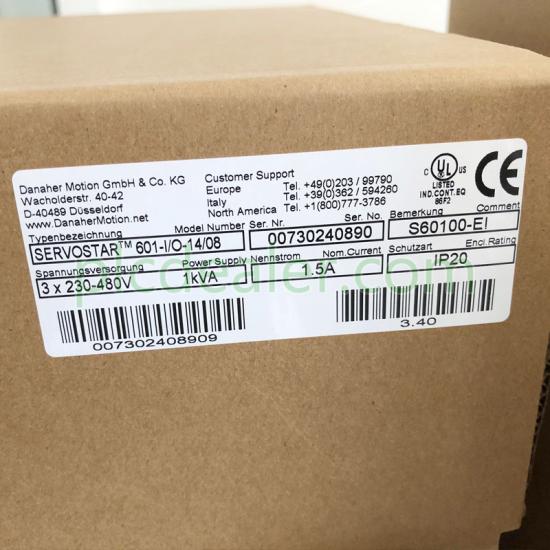 Danaher Motion GmbH & Co. KG
Wacholderstr. 40-42
D-40489 Düsseldorf
www.DanaherMotion.net
Customer Support
Europe Tel. +49(0)203 / 99790
Italy Tel. +39(0)362 / 594260
North America Tel. +1(800)777-3786
C UL US
LISTED
IND.CONT.EQ
86F2
CE
Typenbezeichnung Model Number Ser. Nr. Ser. No. Bemerkung Comment
SERVOSTAR™ 601-I/O-14/08 00730240890 S60100-EI
Spannungsversorgung Power Supply Nennstrom Nom.Current Schutzart Encl.Rating
3 x 230-480V 1kVA 1.5A IP20
007302408909
3.40
plcdealer.com